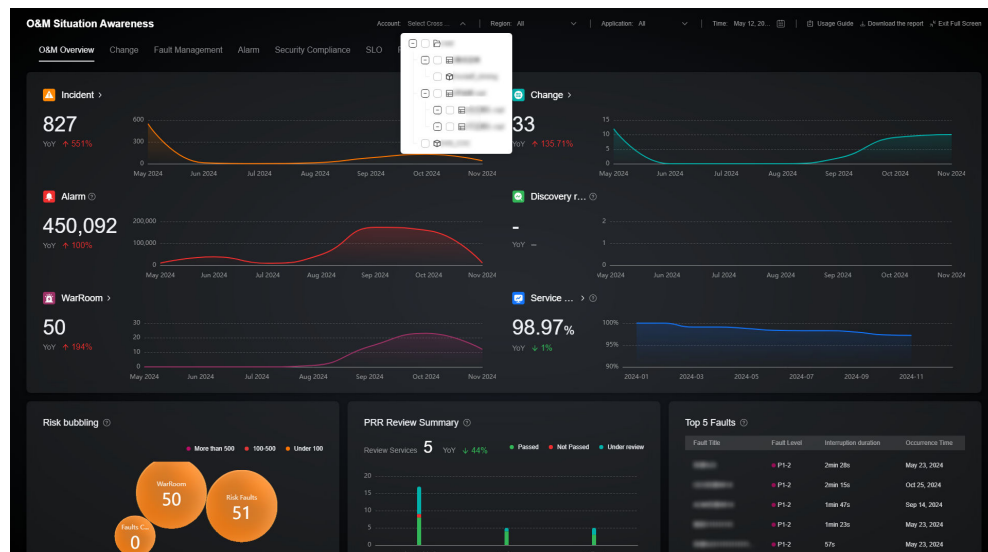 O&M Situation Awareness
Account: Select Cross ... Region: All Application: All Time: May 12, 20... Usage Guide Download the report Exit Full Screen
O&M Overview Change Fault Management Alarm Security Compliance SLO
Incident >
827
YoY ↑ 551%
600
300
0
May 2024 Jun 2024 Jul 2024 Aug 2024 Sep 2024 Oct 2024 Nov 2024
Change >
33
YoY ↑ 135.71%
15
10
5
0
May 2024 Jun 2024 Jul 2024 Aug 2024 Sep 2024 Oct 2024 Nov 2024
Alarm
450,092
YoY ↑ 100%
200,000
100,000
0
May 2024 Jun 2024 Jul 2024 Aug 2024 Sep 2024 Oct 2024 Nov 2024
Discovery r...
-
YoY –
2
1
0
May 2024 Jun 2024 Jul 2024 Aug 2024 Sep 2024 Oct 2024 Nov 2024
WarRoom >
50
YoY ↑ 194%
30
20
10
0
May 2024 Jun 2024 Jul 2024 Aug 2024 Sep 2024 Oct 2024 Nov 2024
Service ... >
98.97%
YoY ↓ 1%
100%
95%
90%
2024-01 2024-03 2024-05 2024-07 2024-09 2024-11
Risk bubbling
More than 500 100-500 Under 100
WarRoom
50
Risk Faults
51
Faults C...
0
PRR Review Summary
Review Services 5 YoY ↓ 44% Passed Not Passed Under review
20
15
10
5
0
Top 5 Faults
Fault Title Fault Level Interruption duration Occurrence Time
P1-2 2min 28s May 23, 2024
P1-2 2min 15s Oct 25, 2024
P1-2 1min 47s Sep 14, 2024
P1-2 1min 23s May 23, 2024
P1-2 57s May 23, 2024